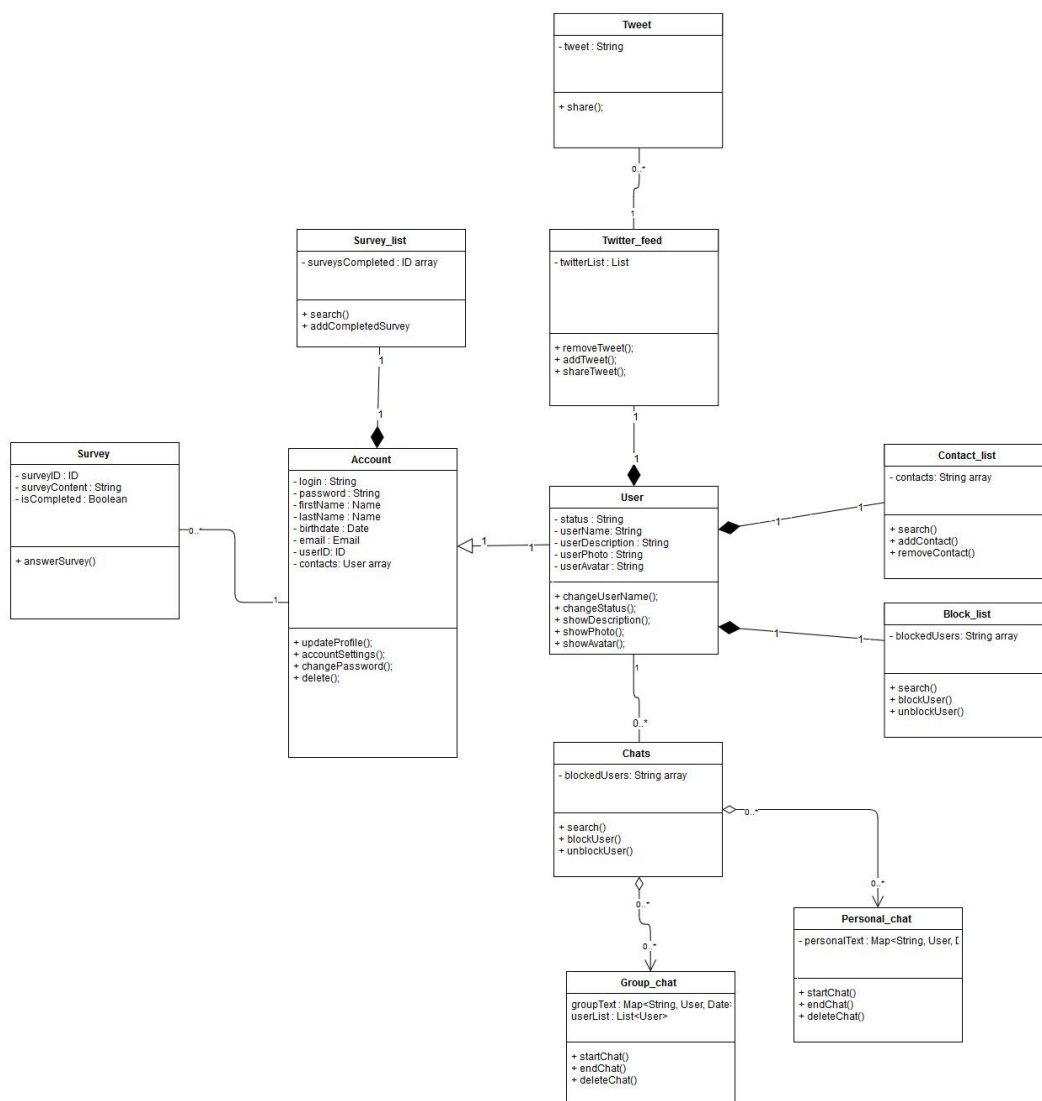 Tweet
- tweet : String
+ share();
0..*
1
Twitter_feed
- twitterList : List
+ removeTweet();
+ addTweet();
+ shareTweet();
1
1
Survey_list
- surveysCompleted : ID array
+ search()
+ addCompletedSurvey
1
1
Survey
- surveyID : ID
- surveyContent : String
- isCompleted : Boolean
+ answerSurvey()
0..*
1
Account
- login : String
- password : String
- firstName : Name
- lastName : Name
- birthdate : Date
- email : Email
- userID: ID
- contacts: User array
+ updateProfile();
+ accountSettings();
+ changePassword();
+ delete();
1
1
User
- status : String
- userName: String
- userDescription : String
- userPhoto : String
- userAvatar : String
+ changeUserName();
+ changeStatus();
+ showDescription();
+ showPhoto();
+ showAvatar();
1
1
Contact_list
- contacts: String array
+ search()
+ addContact()
+ removeContact()
1
1
Block_list
- blockedUsers: String array
+ search()
+ blockUser()
+ unblockUser()
1
0..*
Chats
- blockedUsers: String array
+ search()
+ blockUser()
+ unblockUser()
0..*
0..*
Personal_chat
- personalText : Map<String, User, D
+ startChat()
+ endChat()
+ deleteChat()
0..*
0..*
Group_chat
groupText : Map<String, User, Date>
userList : List<User>
+ startChat()
+ endChat()
+ deleteChat()